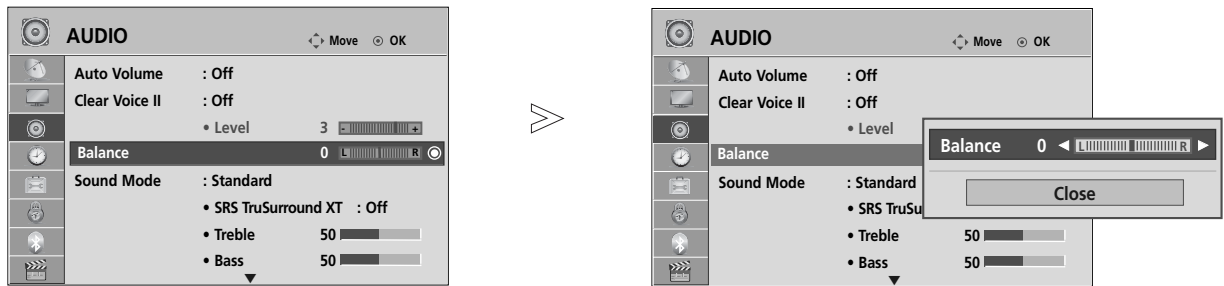 AUDIO
Move OK
Auto Volume : Off
Clear Voice II : Off
• Level 3 - +
Balance 0 L R
Sound Mode : Standard
• SRS TruSurround XT : Off
• Treble 50
• Bass 50
>
AUDIO
Move OK
Auto Volume : Off
Clear Voice II : Off
• Level
Balance
Sound Mode : Standard
• SRS TruSu
• Treble 50
• Bass 50
Balance 0 L R
Close